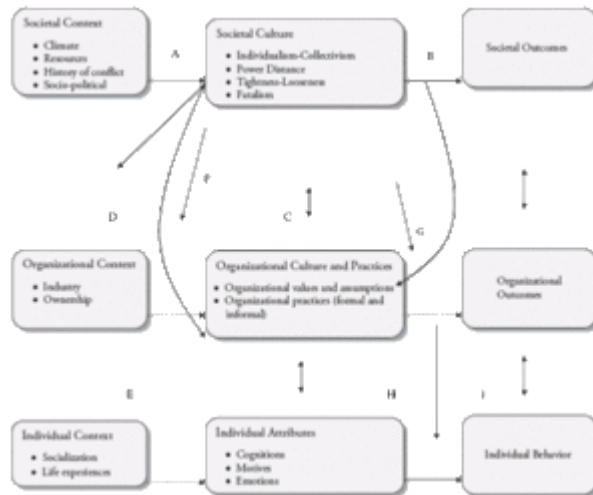 Societal Context
• Climate
• Resources
• History of conflict
• Socio-political
A
Societal Culture
• Individualism-Collectivism
• Power Distance
• Tightness-Looseness
• Fatalism
B
Societal Outcomes
D
F
C
G
Organizational Context
• Industry
• Ownership
Organizational Culture and Practices
• Organizational values and assumptions
• Organizational practices (formal and
informal)
Organizational
Outcomes
E
H
I
Individual Context
• Socialization
• Life experiences
Individual Attributes
• Cognitions
• Motives
• Emotions
Individual Behavior